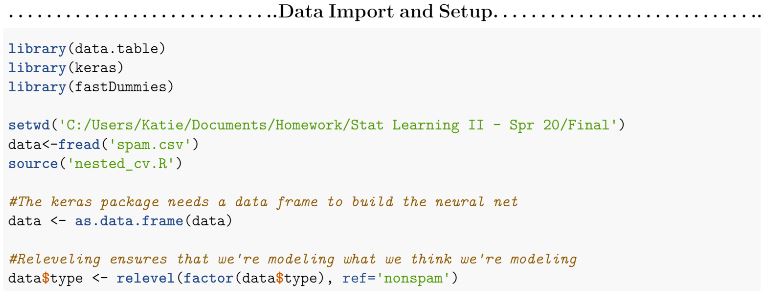 ............................Data Import and Setup............................
library(data.table)
library(keras)
library(fastDummies)
setwd('C:/Users/Katie/Documents/Homework/Stat Learning II - Spr 20/Final')
data<-fread('spam.csv')
source('nested_cv.R')
#The keras package needs a data frame to build the neural net
data <- as.data.frame(data)
#Releveling ensures that we're modeling what we think we're modeling
data$type <- relevel(factor(data$type), ref='nonspam')